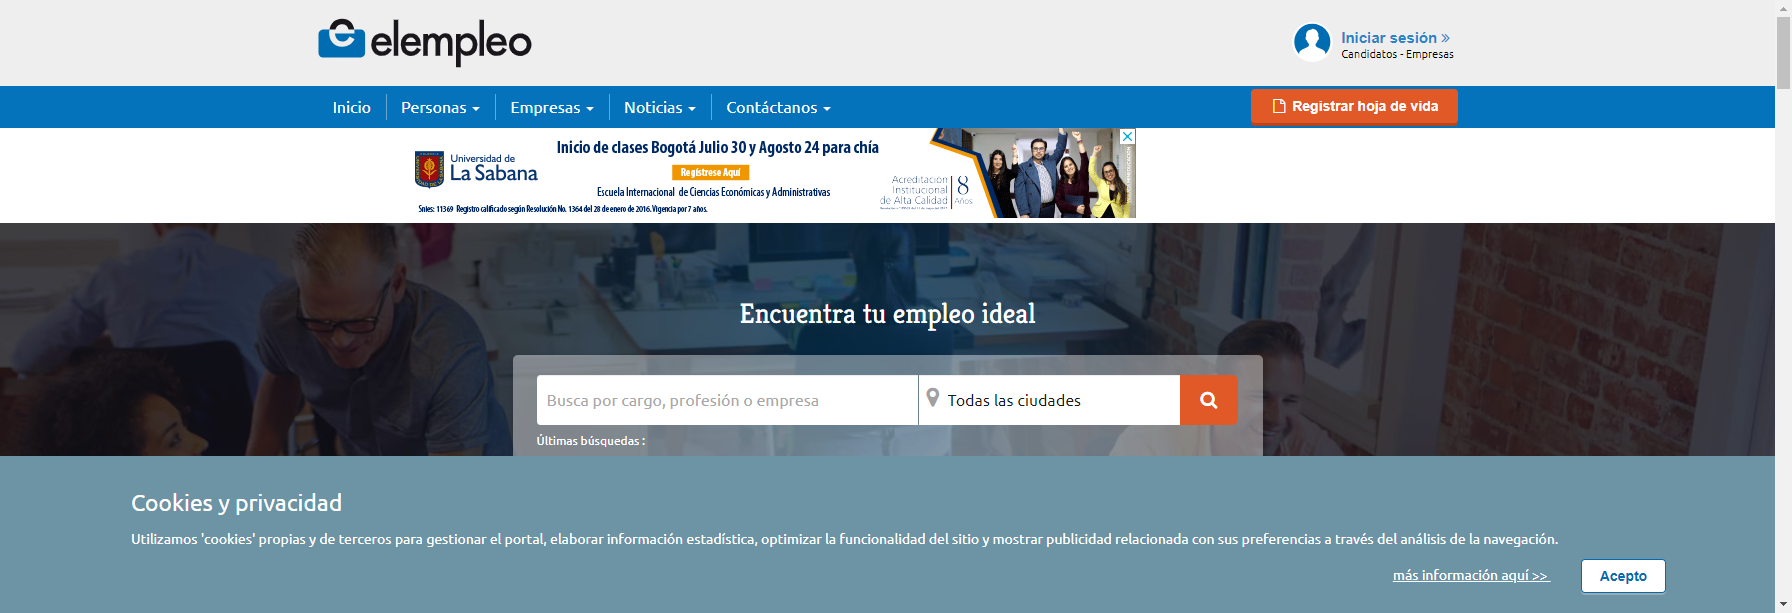 elempleo
Iniciar sesión »
Candidatos - Empresas
Inicio
Personas
Empresas
Noticias
Contáctanos
Registrar hoja de vida
Universidad de
La Sabana
Inicio de clases Bogotá Julio 30 y Agosto 24 para chía
Regístrese Aquí
Escuela Internacional de Ciencias Económicas y Administrativas
Snies: 11369 Registro calificado según Resolución No. 1364 del 28 de enero de 2016. Vigencia por 7 años.
Acreditación
Institucional
de Alta Calidad
8
Años
Encuentra tu empleo ideal
Busca por cargo, profesión o empresa
Todas las ciudades
Últimas búsquedas :
Cookies y privacidad
Utilizamos 'cookies' propias y de terceros para gestionar el portal, elaborar información estadística, optimizar la funcionalidad del sitio y mostrar publicidad relacionada con sus preferencias a través del análisis de la navegación.
más información aquí >>
Acepto